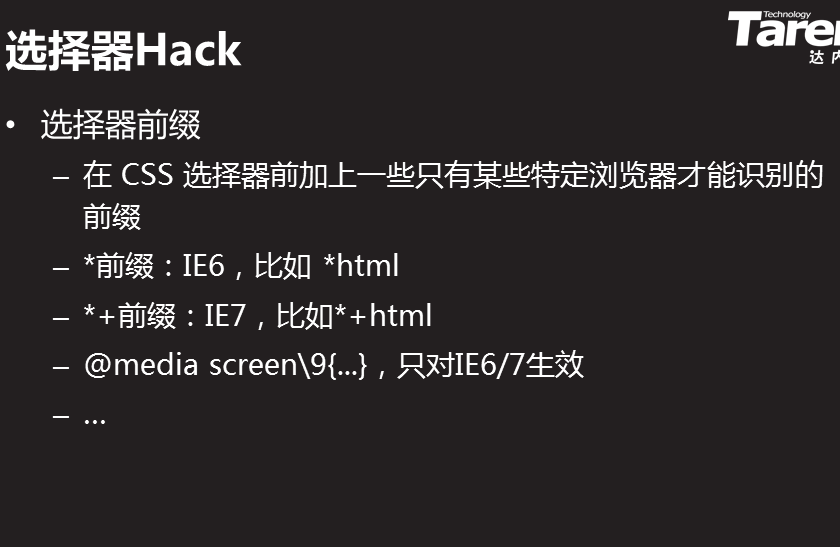 Technology
Taren
达内
选择器Hack
• 选择器前缀
– 在 CSS 选择器前加上一些只有某些特定浏览器才能识别的
前缀
– *前缀：IE6，比如 *html
– *+前缀：IE7，比如*+html
– @media screen\9{...}，只对IE6/7生效
– ...